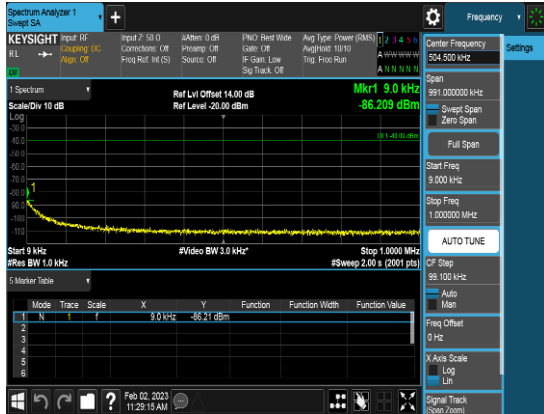 Spectrum Analyzer 1
Swept SA
+
Frequency
KEYSIGHT
RL
LXI
Input: RF
Coupling: DC
Align: Off
Input Z: 50 Ω
Corrections: Off
Freq Ref: Int (S)
#Atten: 0 dB
Preamp: Off
Source: Off
PNO: Best Wide
Gate: Off
IF Gain: Low
Sig Track: Off
Avg Type: Power (RMS)
Avg|Hold: 10/10
Trig: Free Run
1 2 3 4 5 6
A W W W W W
A N N N N N
1 Spectrum
Scale/Div 10 dB
Ref Lvl Offset 14.00 dB
Ref Level -20.00 dBm
Mkr1 9.0 kHz
-86.209 dBm
Log
-30.0
-40.0
-50.0
-60.0
-70.0
-80.0
-90.0
-100
-110
1
DL1 -40.00 dBm
Start 9 kHz
#Res BW 1.0 kHz
#Video BW 3.0 kHz*
Stop 1.0000 MHz
#Sweep 2.00 s (2001 pts)
5 Marker Table
Mode Trace Scale X Y Function Function Width Function Value
1 N 1 f 9.0 kHz -86.21 dBm
2
3
4
5
6
Feb 02, 2023
11:29:15 AM
?
Center Frequency
504.500 kHz
Settings
Span
991.000000 kHz
Swept Span
Zero Span
Full Span
Start Freq
9.000 kHz
Stop Freq
1.000000 MHz
AUTO TUNE
CF Step
99.100 kHz
Auto
Man
Freq Offset
0 Hz
X Axis Scale
Log
Lin
Signal Track
(Span Zoom)